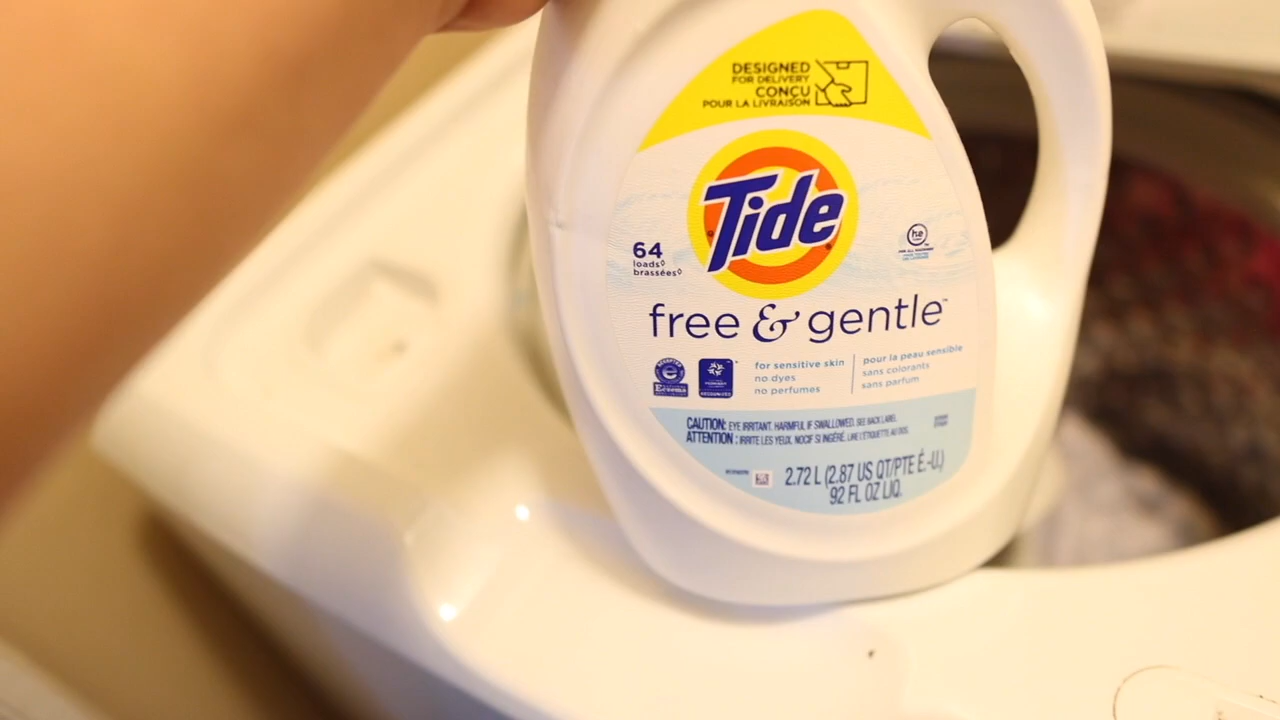 DESIGNED
FOR DELIVERY
CONÇU
POUR LA LIVRAISON
Tide
he
64
loads◊
brassées◊
free & gentle™
Eczema
for sensitive skin
no dyes
no perfumes
pour la peau sensible
sans colorants
sans parfum
CAUTION: EYE IRRITANT. HARMFUL IF SWALLOWED. SEE BACK LABEL.
ATTENTION : IRRITE LES YEUX. NOCIF SI INGÉRÉ. LIRE L'ÉTIQUETTE AU DOS.
2.72 L (2.87 US QT/PTE É.-U.)
92 FL OZ LIQ.